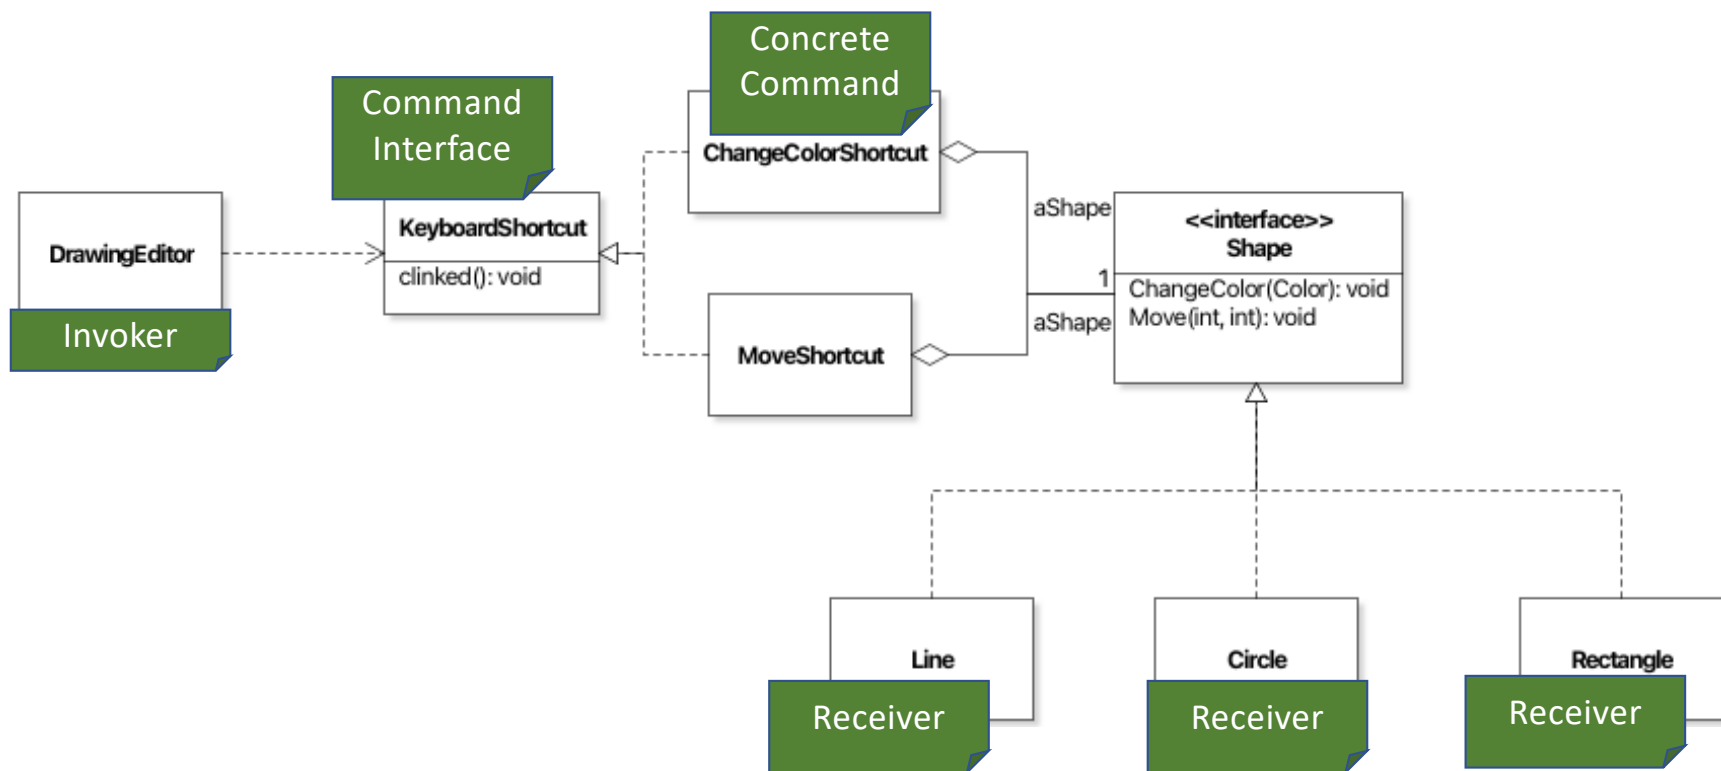 Concrete
Command
Command
Interface
ChangeColorShortcut
DrawingEditor
Invoker
KeyboardShortcut
clinked(): void
MoveShortcut
aShape
1
aShape
<<interface>>
Shape
ChangeColor(Color): void
Move(int, int): void
Line
Receiver
Circle
Receiver
Rectangle
Receiver